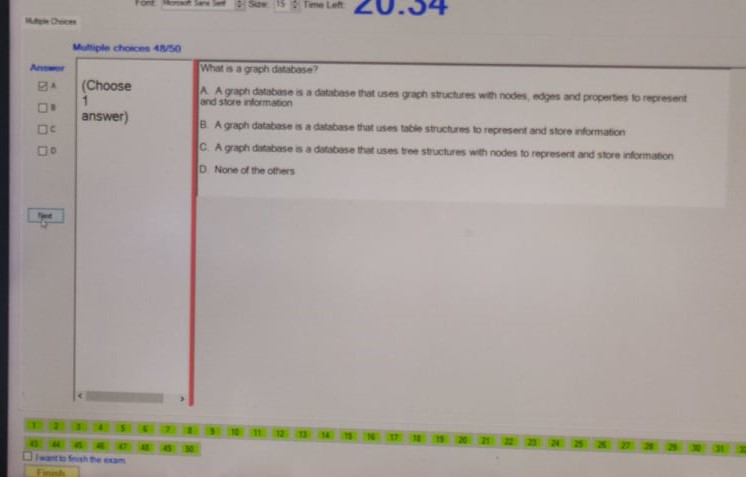 Font: Microsoft Sans Serif Size: 15 Time Left: 20:34
Multiple Choices
Multiple choices 48/50
Answer
A
B
C
D
(Choose
1
answer)
What is a graph database?
A. A graph database is a database that uses graph structures with nodes, edges and properties to represent
and store information
B. A graph database is a database that uses table structures to represent and store information
C. A graph database is a database that uses tree structures with nodes to represent and store information
D. None of the others
Next
1 2 3 4 5 6 7 8 9 10 11 12 13 14 15 16 17 18 19 20 21 22 23 24 25 26 27 28 29 30 31
43 44 45 46 47 48 49 50
I want to finish the exam
Finish